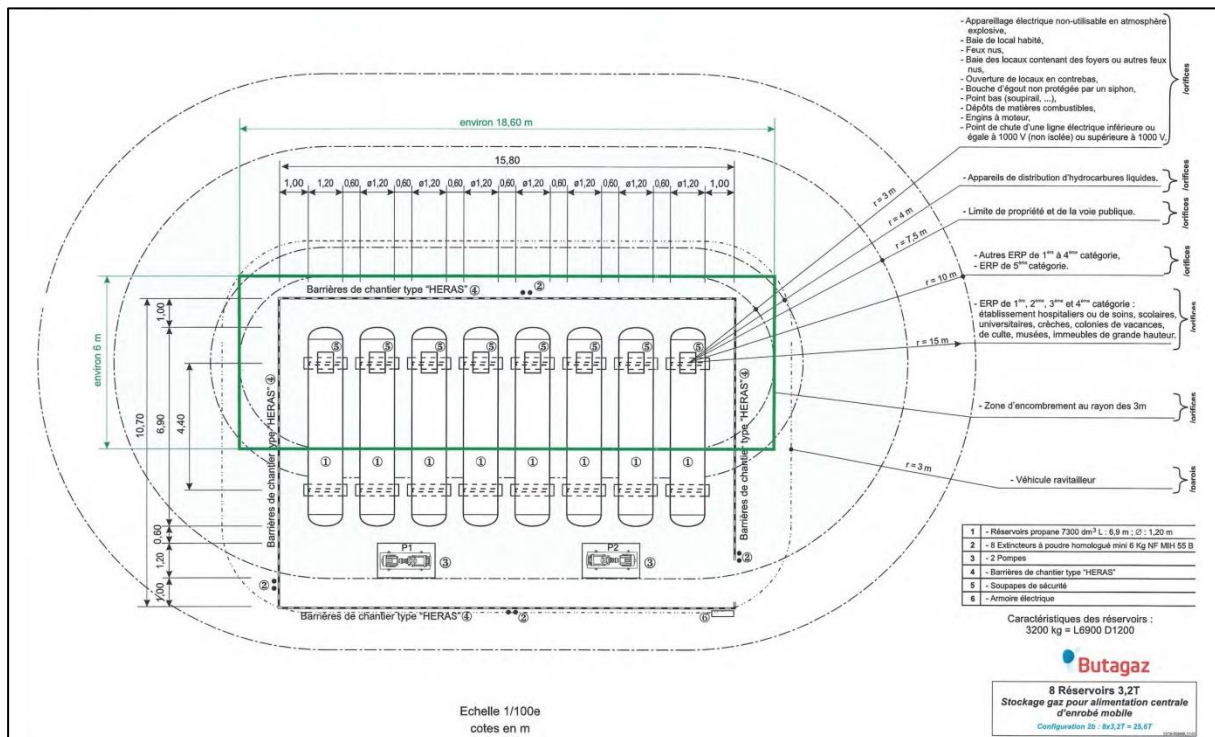 - Appareillage électrique non-utilisable en atmosphère
explosive,
- Baie de local habité,
- Feux nus,
- Baie des locaux contenant des foyers ou autres feux
nus,
- Ouverture de locaux en contrebas,
- Bouche d'égout non protégée par un siphon,
- Point bas (soupirail, ...),
- Dépôts de matières combustibles,
- Engins à moteur,
- Point de chute d'une ligne électrique inférieure ou
égale à 1000 V (non isolée) ou supérieure à 1000 V.
/orifices
- Appareils de distribution d'hydrocarbures liquides.
/orifices
- Limite de propriété et de la voie publique.
/orifices
- Autres ERP de 1ère à 4ème catégorie,
- ERP de 5ème catégorie.
/orifices
- ERP de 1ère, 2ème, 3ème et 4ème catégorie :
établissement hospitaliers ou de soins, scolaires,
universitaires, crèches, colonies de vacances,
de culte, musées, immeubles de grande hauteur.
/orifices
- Zone d'encombrement au rayon des 3m
/orifices
- Véhicule ravitailleur
/parois
r = 3 m
r = 4 m
r = 7,5 m
r = 10 m
r = 15 m
r = 3 m
environ 18,60 m
15,80
1,00 1,20 0,60 ø1,20 0,60 ø1,20 0,60 ø1,20 0,60 ø1,20 0,60 ø1,20 0,60 ø1,20 0,60 ø1,20 1,00
Barrières de chantier type "HERAS" ④ ②
environ 6 m
10,70
1,00
6,90
4,40
0,60
1,20
1,00
Barrières de chantier type "HERAS" ④
Barrières de chantier type "HERAS" ④
⑤ ⑤ ⑤ ⑤ ⑤ ⑤ ⑤ ⑤
① ① ① ① ① ① ① ①
P1 ③
P2 ③
②
②
Barrières de chantier type "HERAS" ④ ② ⑥
1 - Réservoirs propane 7300 dm³ L : 6,9 m ; Ø : 1,20 m
2 - 8 Extincteurs à poudre homologué mini 6 Kg NF MIH 55 B
3 - 2 Pompes
4 - Barrières de chantier type "HERAS"
5 - Soupapes de sécurité
6 - Armoire électrique
Caractéristiques des réservoirs :
3200 kg = L6900 D1200
Butagaz
8 Réservoirs 3,2T
Stockage gaz pour alimentation centrale
d'enrobé mobile
Configuration 2b : 8x3,2T = 25,6T
Echelle 1/100e
cotes en m